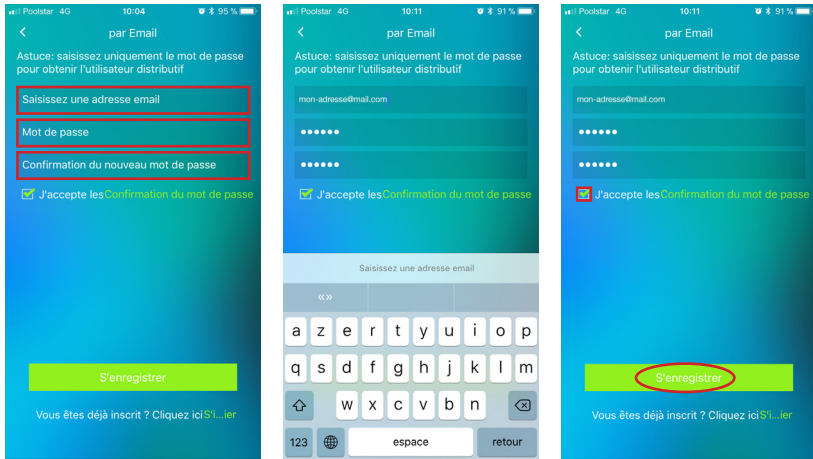 Poolstar 4G 10:04 95 %
par Email
Astuce: saisissez uniquement le mot de passe
pour obtenir l'utilisateur distributif
Saisissez une adresse email
Mot de passe
Confirmation du nouveau mot de passe
J'accepte les Confirmation du mot de passe
S'enregistrer
Vous êtes déjà inscrit ? Cliquez ici S'i...ier
Poolstar 4G 10:11 91 %
par Email
Astuce: saisissez uniquement le mot de passe
pour obtenir l'utilisateur distributif
mon-adresse@mail.com
••••••
••••••
J'accepte les Confirmation du mot de passe
Saisissez une adresse email
«»
a z e r t y u i o p
q s d f g h j k l m
w x c v b n
123 espace retour
Poolstar 4G 10:11 91 %
par Email
Astuce: saisissez uniquement le mot de passe
pour obtenir l'utilisateur distributif
mon-adresse@mail.com
••••••
••••••
J'accepte les Confirmation du mot de passe
S'enregistrer
Vous êtes déjà inscrit ? Cliquez ici S'i...ier